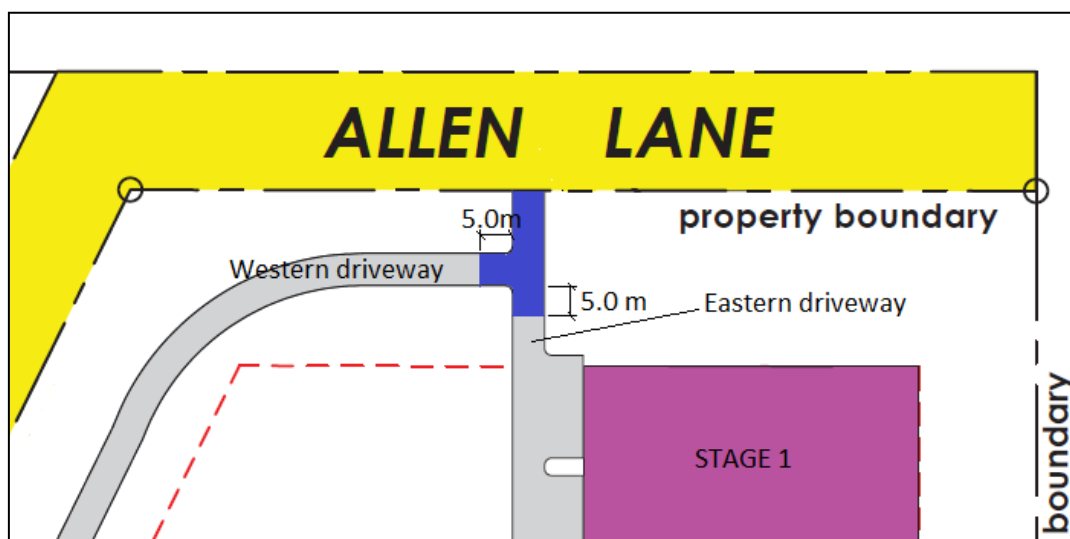 ALLEN LANE
5.0m
property boundary
Western driveway
5.0 m
Eastern driveway
boundary
STAGE 1